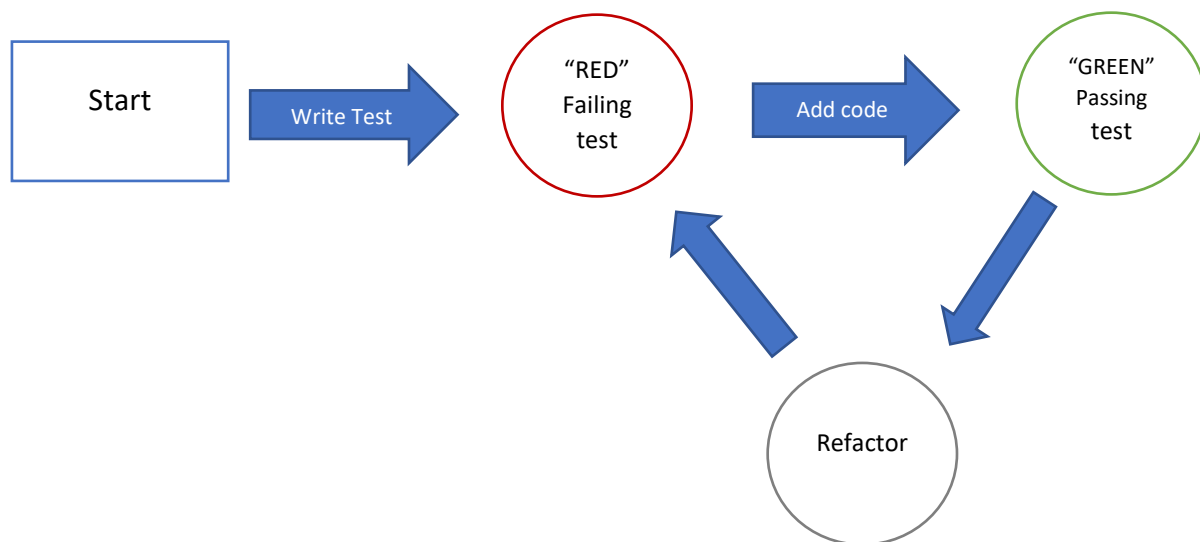 Start
Write Test
“RED”
Failing
test
Add code
“GREEN”
Passing
test
Refactor